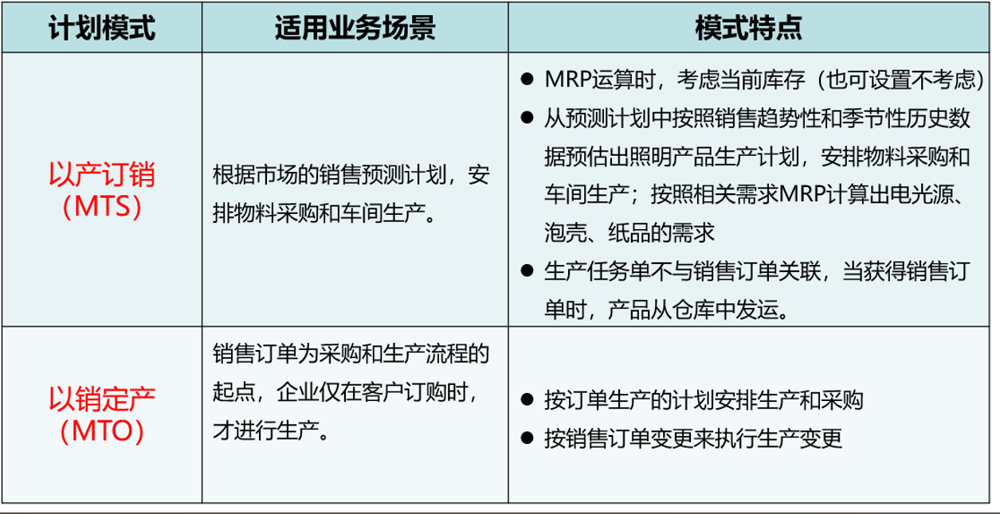 计划模式
适用业务场景
模式特点
以产订销
（MTS）
根据市场的销售预测计划，安
排物料采购和车间生产。
● MRP运算时，考虑当前库存（也可设置不考虑）
● 从预测计划中按照销售趋势性和季节性历史数
据预估出照明产品生产计划，安排物料采购和
车间生产；按照相关需求MRP计算出电光源、
泡壳、纸品的需求
● 生产任务单不与销售订单关联，当获得销售订
单时，产品从仓库中发运。
以销定产
（MTO）
销售订单为采购和生产流程的
起点，企业仅在客户订购时，
才进行生产。
● 按订单生产的计划安排生产和采购
● 按销售订单变更来执行生产变更